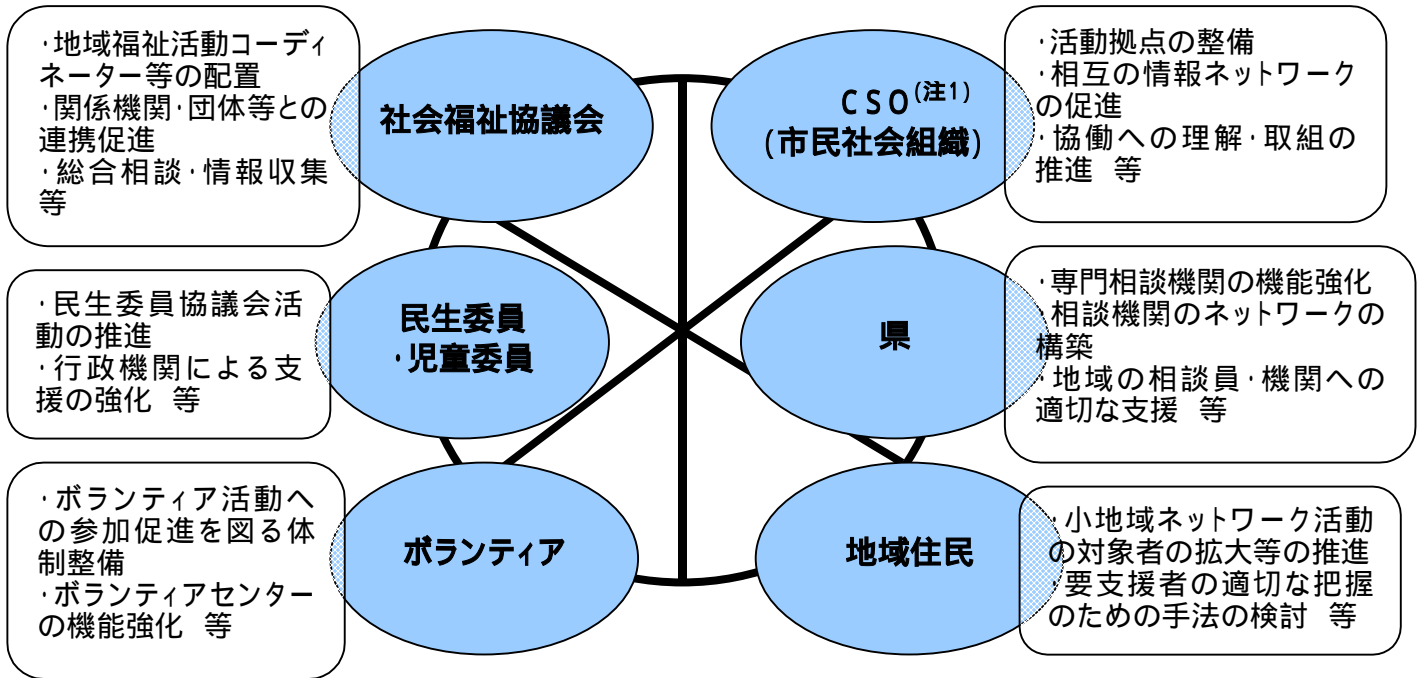 ・地域福祉活動コーディ
ネーター等の配置
・関係機関・団体等との
連携促進
・総合相談・情報収集
等
社会福祉協議会
CSO(注1)
(市民社会組織)
・活動拠点の整備
・相互の情報ネットワーク
の促進
・協働への理解・取組の
推進 等
・民生委員協議会活
動の推進
・行政機関による支
援の強化 等
民生委員
・児童委員
県
・専門相談機関の機能強化
・相談機関のネットワークの
構築
・地域の相談員・機関への
適切な支援 等
・ボランティア活動へ
の参加促進を図る体
制整備
・ボランティアセンター
の機能強化 等
ボランティア
地域住民
・小地域ネットワーク活動
の対象者の拡大等の推進
・要支援者の適切な把握
のための手法の検討 等